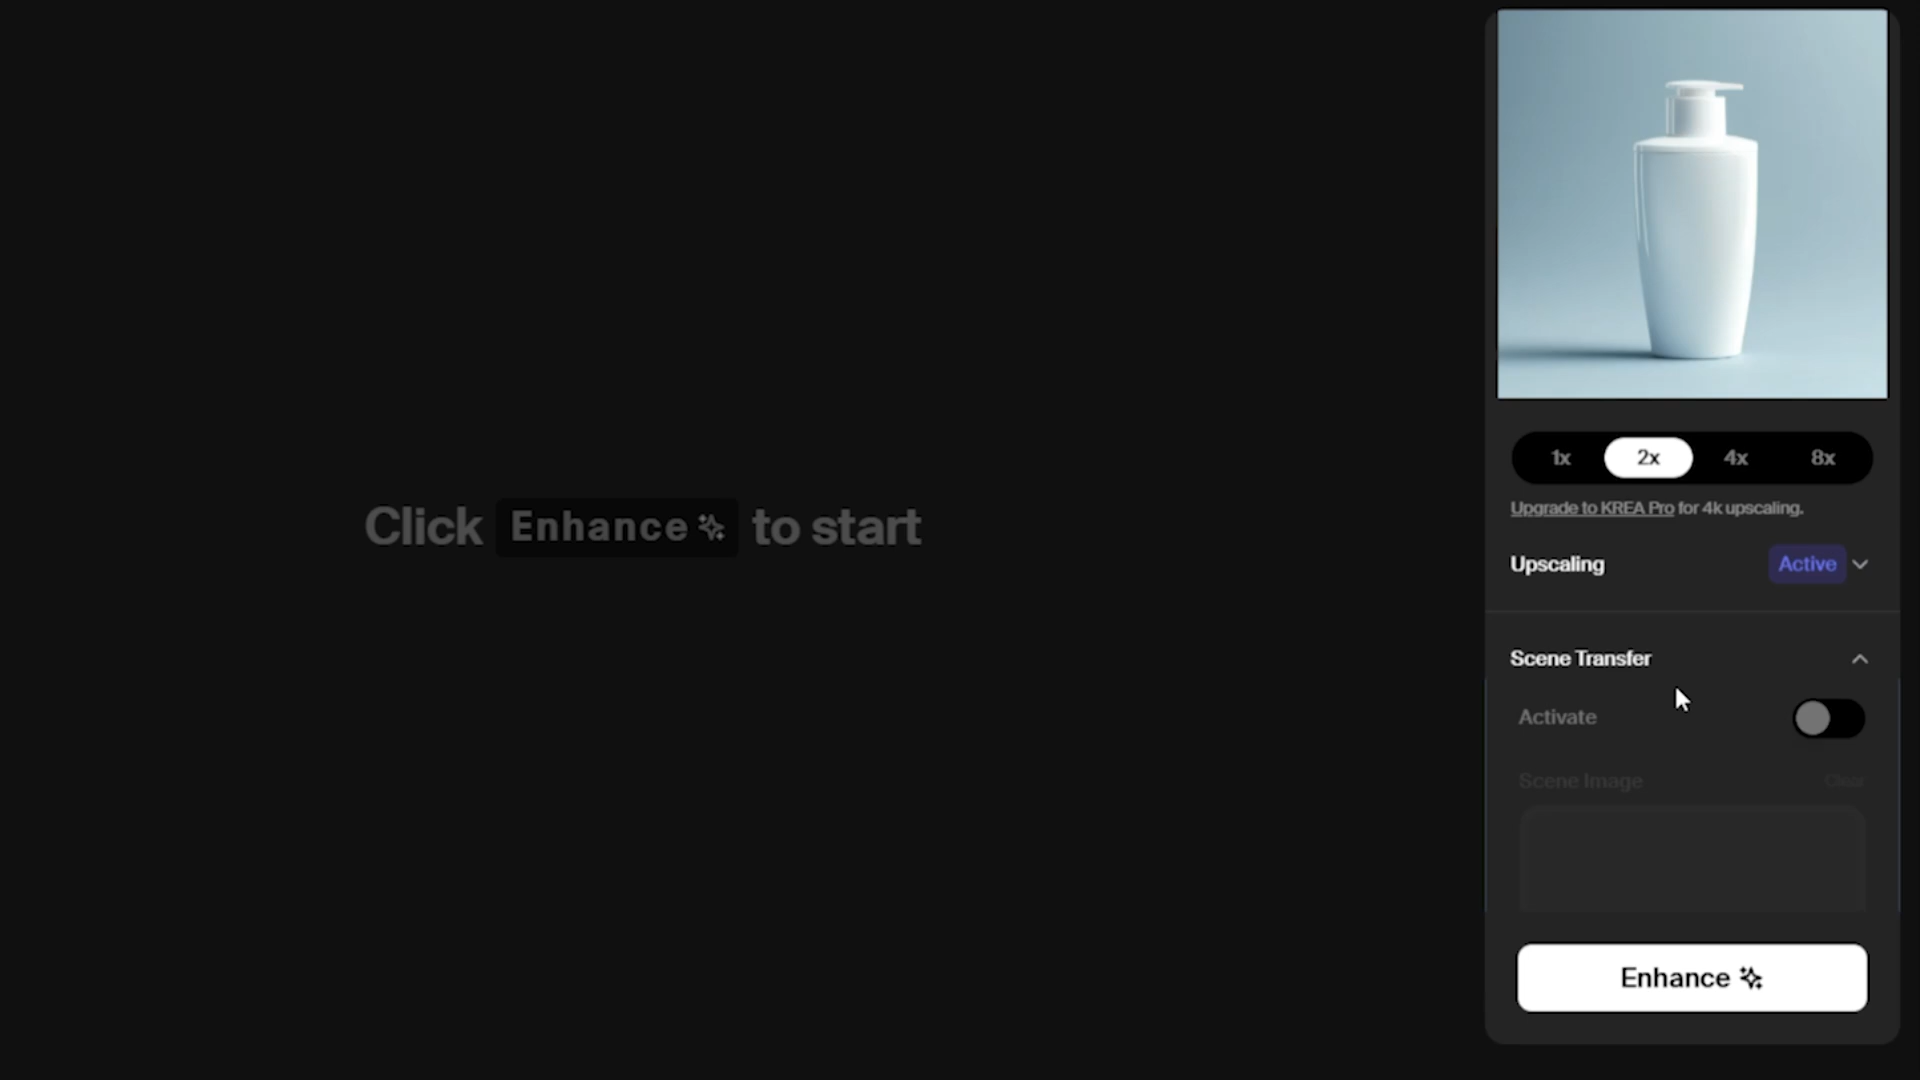 Click Enhance to start
1x 2x 4x 8x
Upgrade to KREA Pro for 4k upscaling.
Upscaling Active
Scene Transfer
Activate
Scene Image Clear
Enhance